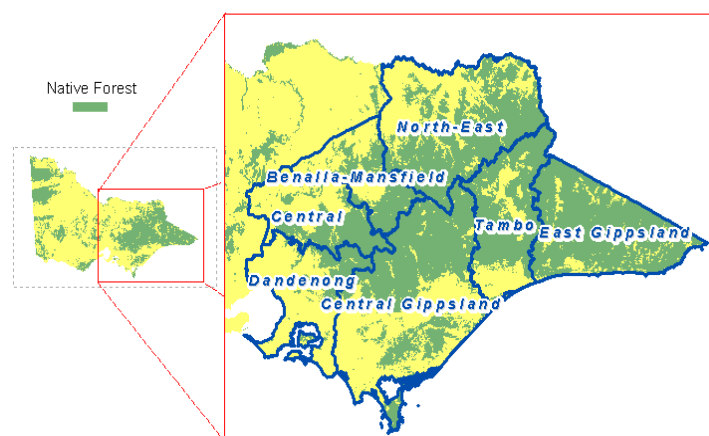 Native Forest
North-East
Benalla-Mansfield
Central
Tambo
East Gippsland
Dandenong
Central Gippsland